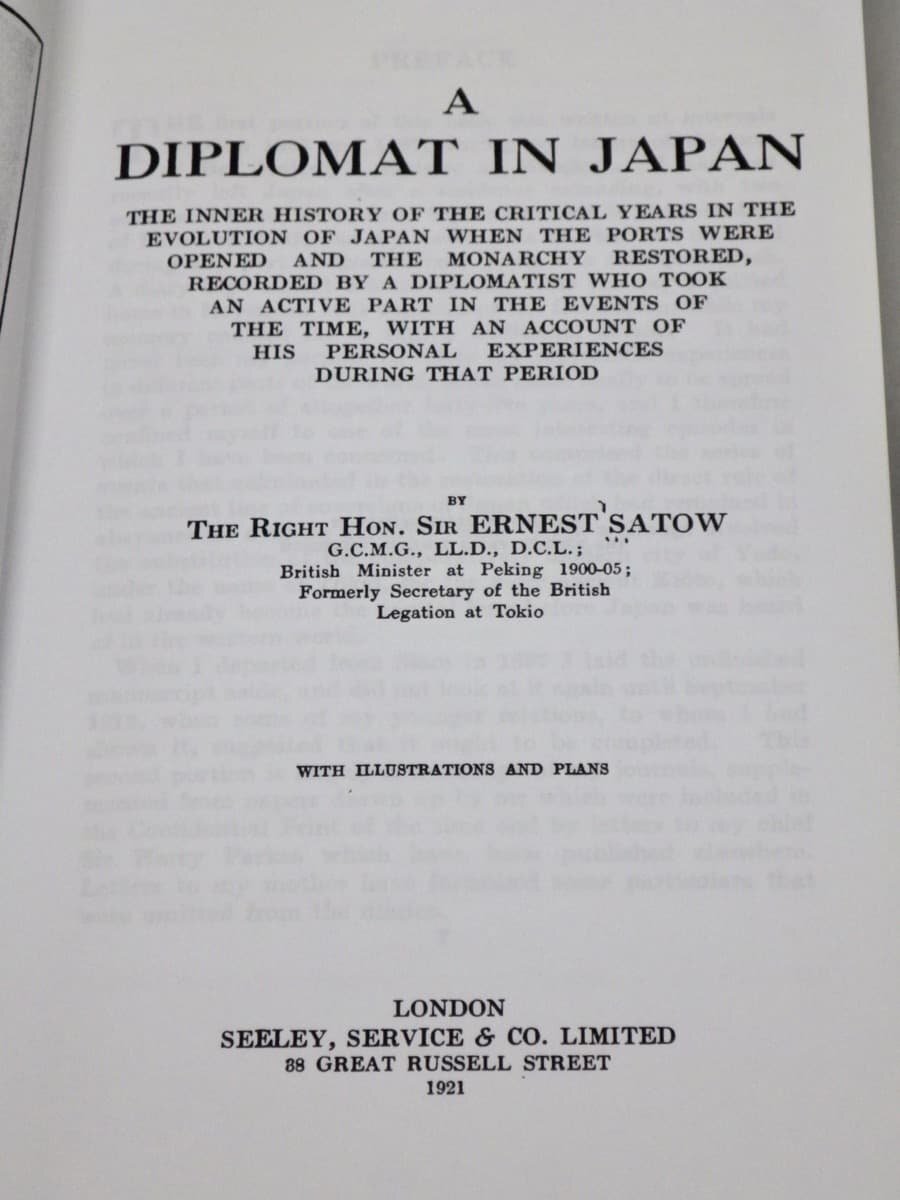 A
DIPLOMAT IN JAPAN
THE INNER HISTORY OF THE CRITICAL YEARS IN THE
EVOLUTION OF JAPAN WHEN THE PORTS WERE
OPENED AND THE MONARCHY RESTORED,
RECORDED BY A DIPLOMATIST WHO TOOK
AN ACTIVE PART IN THE EVENTS OF
THE TIME, WITH AN ACCOUNT OF
HIS PERSONAL EXPERIENCES
DURING THAT PERIOD
BY
THE RIGHT HON. SIR ERNEST SATOW
G.C.M.G., LL.D., D.C.L.;
British Minister at Peking 1900-05;
Formerly Secretary of the British
Legation at Tokio
WITH ILLUSTRATIONS AND PLANS
LONDON
SEELEY, SERVICE & CO. LIMITED
38 GREAT RUSSELL STREET
1921